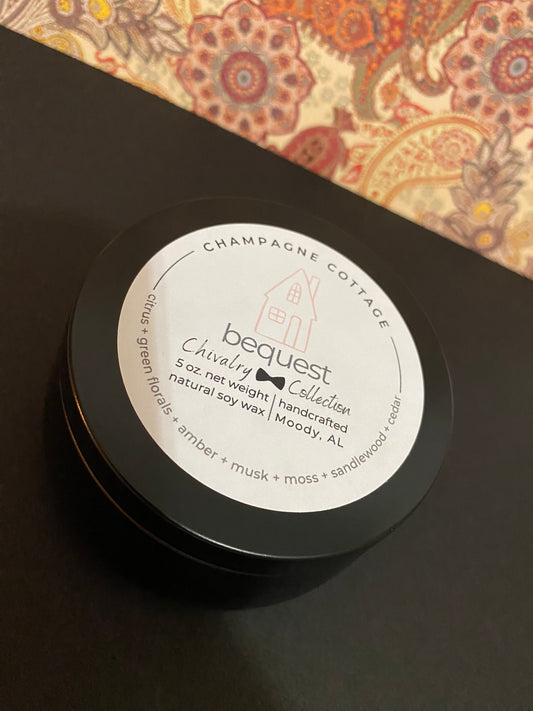 CHAMPAGNE COTTAGE
bequest
Chivalry Collection
5 oz. net weight | handcrafted
natural soy wax | Moody, AL
citrus + green florals + amber + musk + moss + sandlewood + cedar